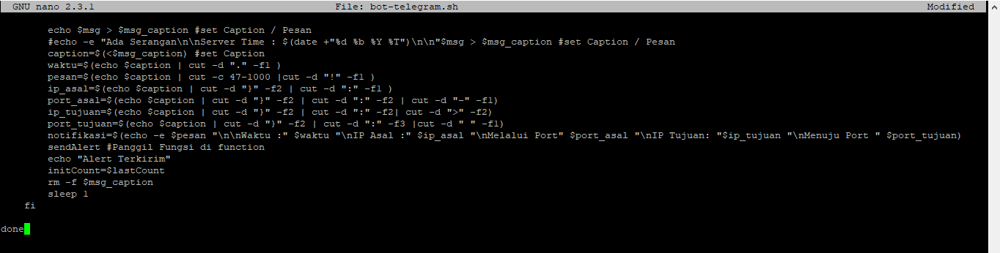 GNU nano 2.3.1 File: bot-telegram.sh Modified
echo $msg > $msg_caption #set Caption / Pesan
#echo -e "Ada Serangan\n\nServer Time : $(date +"%d %b %Y %T")\n\n"$msg > $msg_caption #set Caption / Pesan
caption=$(<$msg_caption) #set Caption
waktu=$(echo $caption | cut -d "." -f1 )
pesan=$(echo $caption | cut -c 47-1000 |cut -d "!" -f1 )
ip_asal=$(echo $caption | cut -d "}" -f2 | cut -d ":" -f1 )
port_asal=$(echo $caption | cut -d "}" -f2 | cut -d ":" -f2 | cut -d "-" -f1)
ip_tujuan=$(echo $caption | cut -d "}" -f2 | cut -d ":" -f2| cut -d ">" -f2)
port_tujuan=$(echo $caption | cut -d "}" -f2 | cut -d ":" -f3 |cut -d " " -f1)
notifikasi=$(echo -e $pesan "\n\nWaktu :" $waktu "\nIP Asal :" $ip_asal "\nMelalui Port" $port_asal "\nIP Tujuan: "$ip_tujuan "\nMenuju Port " $port_tujuan)
sendAlert #Panggil Fungsi di function
echo "Alert Terkirim"
initCount=$lastCount
rm -f $msg_caption
sleep 1
fi
done